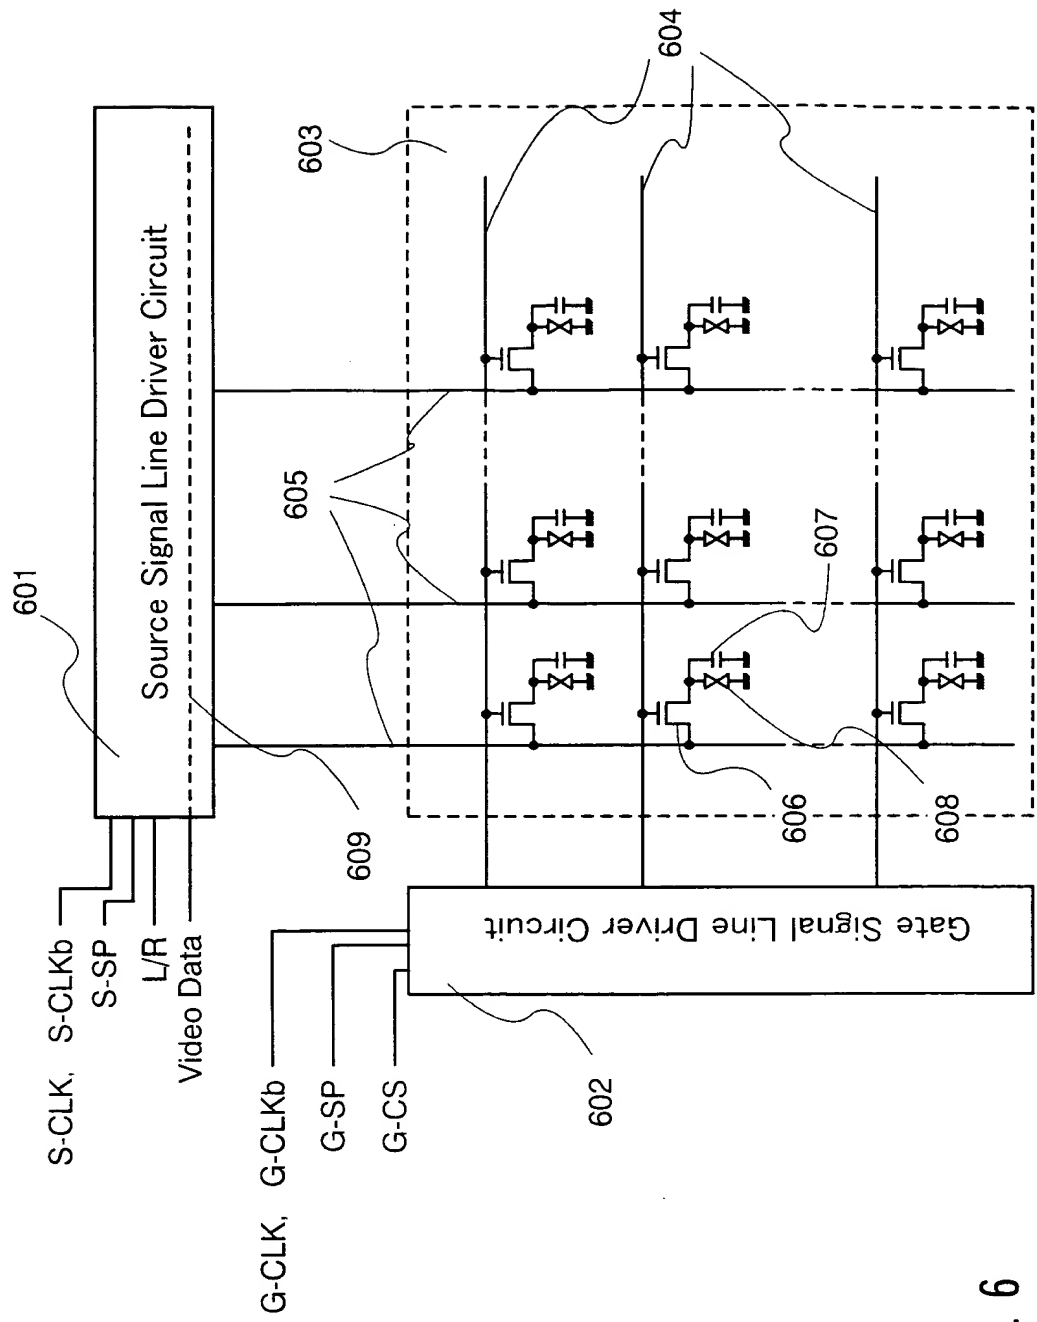 601
Source Signal Line Driver Circuit
S-CLK, S-CLKb
S-SP
L/R
Video Data
609
603
604
605
G-CLK, G-CLKb
G-SP
G-CS
Gate Signal Line Driver Circuit
602
606
607
608
. 6